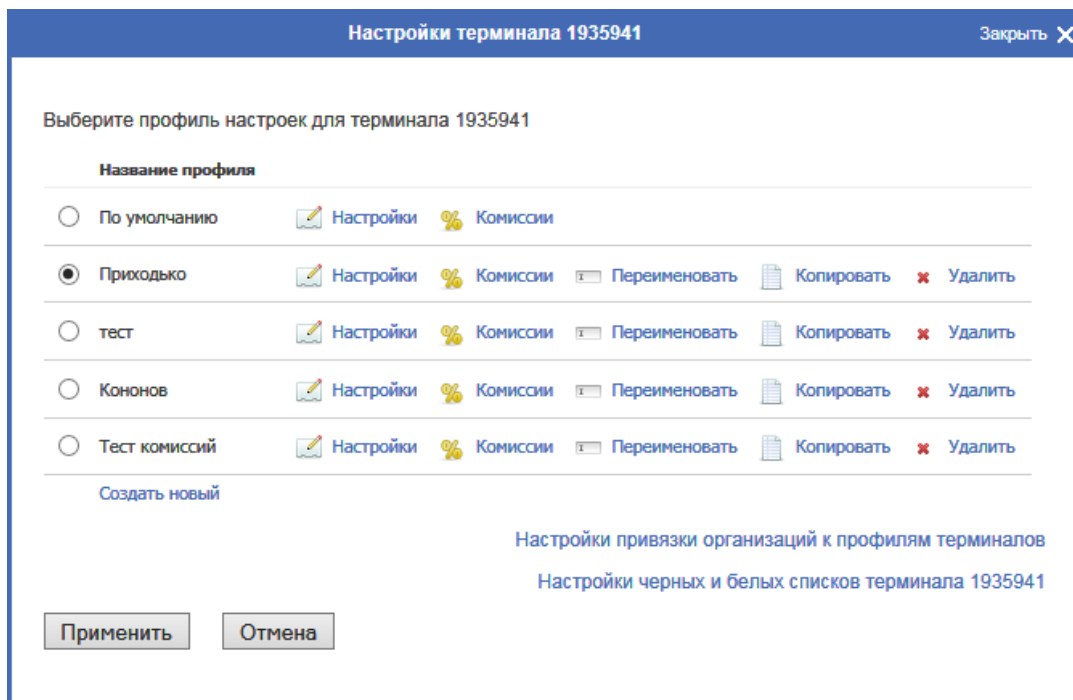 Настройки терминала 1935941 Закрыть
Выберите профиль настроек для терминала 1935941
Название профиля
По умолчанию Настройки Комиссии
Приходько Настройки Комиссии Переименовать Копировать Удалить
тест Настройки Комиссии Переименовать Копировать Удалить
Кононов Настройки Комиссии Переименовать Копировать Удалить
Тест комиссий Настройки Комиссии Переименовать Копировать Удалить
Создать новый
Настройки привязки организаций к профилям терминалов
Настройки черных и белых списков терминала 1935941
Применить Отмена